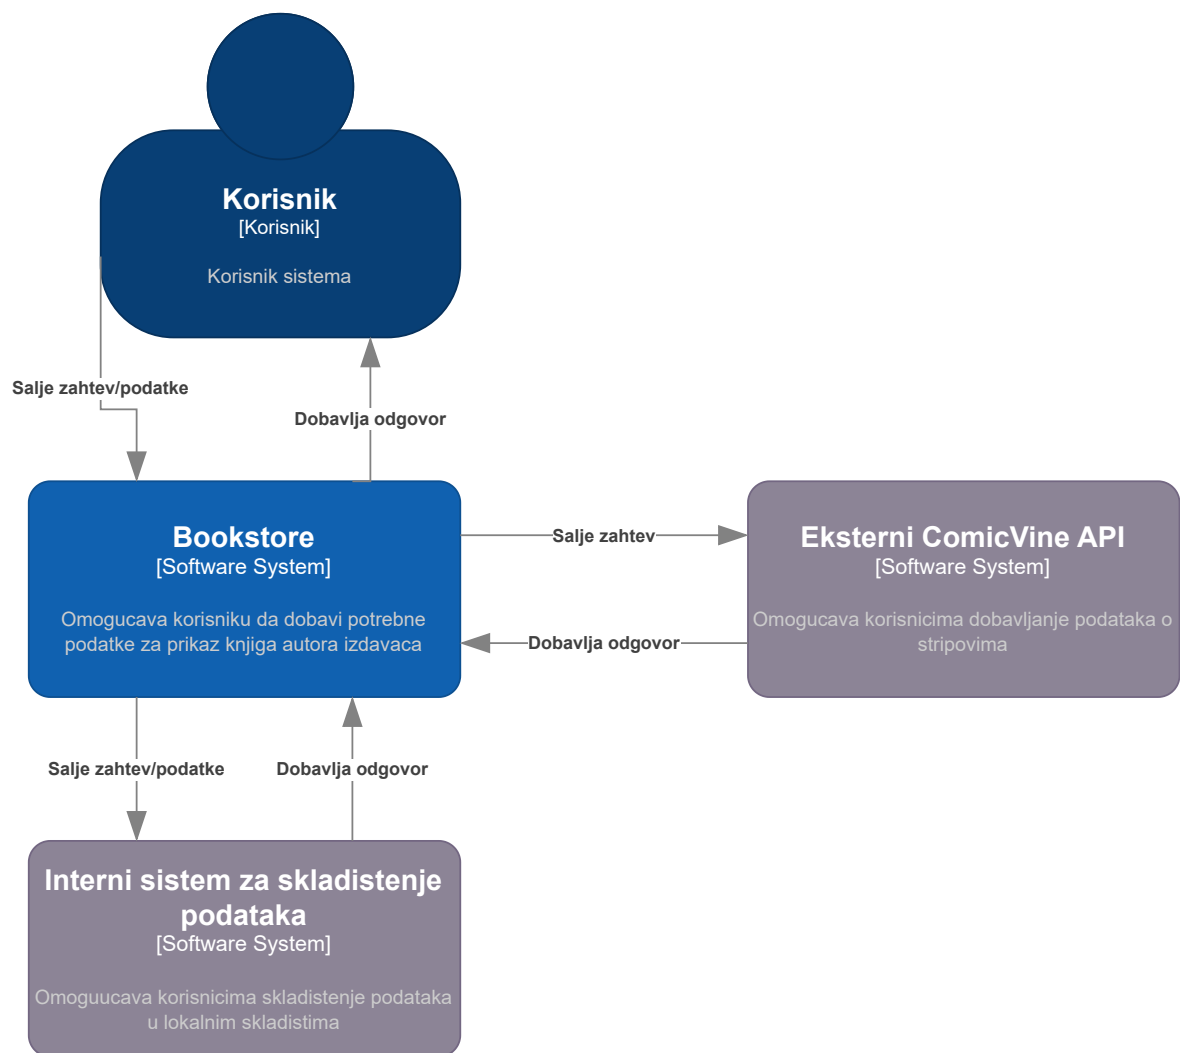 Korisnik
[Korisnik]
Korisnik sistema
Salje zahtev/podatke
Dobavlja odgovor
Bookstore
[Software System]
Omogucava korisniku da dobavi potrebne
podatke za prikaz knjiga autora izdavaca
Salje zahtev
Dobavlja odgovor
Eksterni ComicVine API
[Software System]
Omogucava korisnicima dobavljanje podataka o
stripovima
Salje zahtev/podatke
Dobavlja odgovor
Interni sistem za skladistenje
podataka
[Software System]
Omoguucava korisnicima skladistenje podataka
u lokalnim skladistima